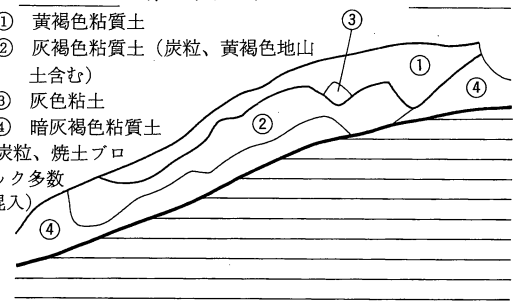 ① 黄褐色粘質土
② 灰褐色粘質土（炭粒、黄褐色地山
土含む）
③ 灰色粘土
④ 暗灰褐色粘質土
炭粒、焼土ブロ
ック多数
混入）
③
①
④
②
④